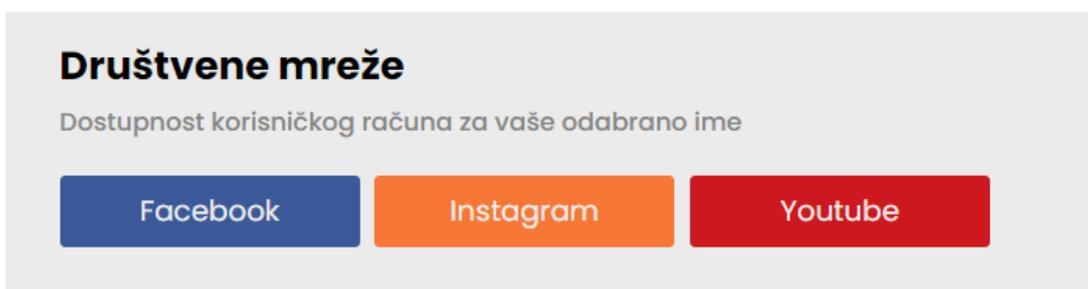 Društvene mreže
Dostupnost korisničkog računa za vaše odabrano ime
Facebook Instagram Youtube